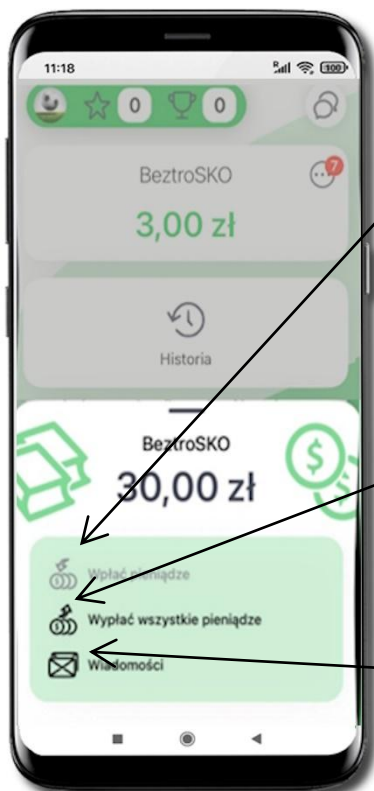 11:18
R 100
0 0
BeztroSKO
7
3,00 zł
Historia
BeztroSKO
30,00 zł
Wpłać pieniądze
Wypłać wszystkie pieniądze
Wiadomości